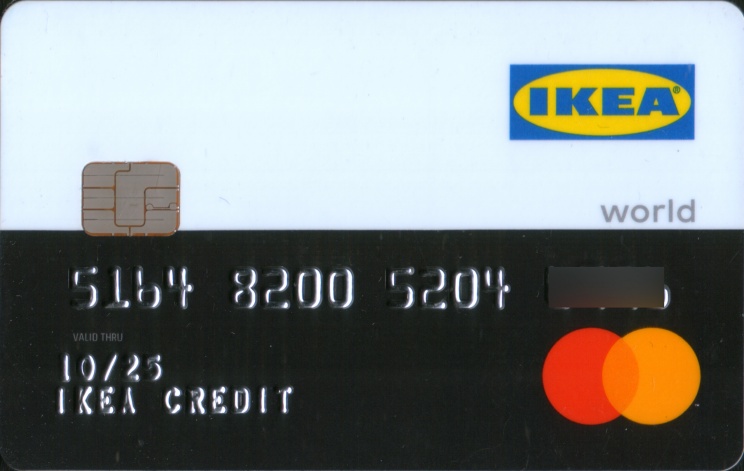 IKEA®
world
5164 8200 5204
VALID THRU
10/25
IKEA CREDIT